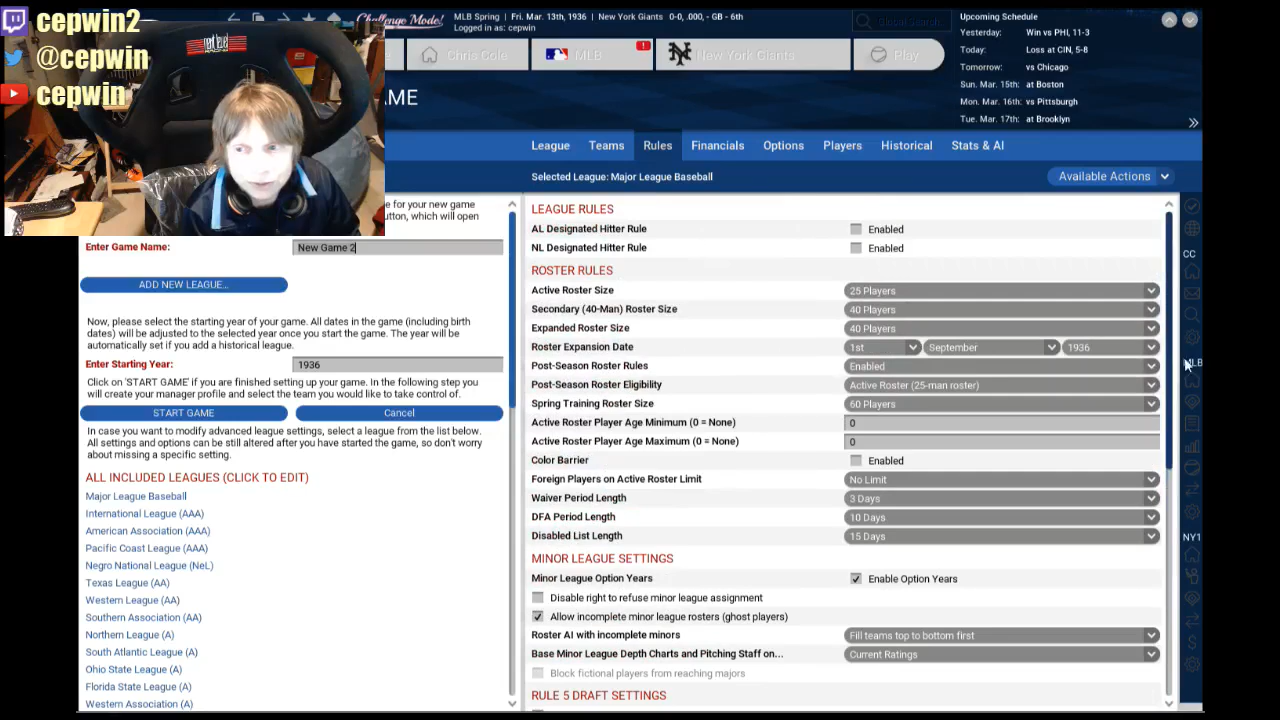 cepwin2
@cepwin
cepwin
next level
Challenge Mode!
MLB Spring | Fri. Mar. 13th, 1936 | New York Giants 0-0, .000, - GB - 6th
Logged in as: cepwin
Global Search
Upcoming Schedule
Yesterday: Win vs PHI, 11-3
Today: Loss at CIN, 5-8
Tomorrow: vs Chicago
Sun. Mar. 15th: at Boston
Mon. Mar. 16th: vs Pittsburgh
Tue. Mar. 17th: at Brooklyn
Chris Cole
MLB
!
New York Giants
Play
AME
League
Teams
Rules
Financials
Options
Players
Historical
Stats & AI
Selected League: Major League Baseball
Available Actions
e for your new game
utton, which will open
Enter Game Name:
New Game 2
ADD NEW LEAGUE...
Now, please select the starting year of your game. All dates in the game (including birth
dates) will be adjusted to the selected year once you start the game. The year will be
automatically set if you add a historical league.
Enter Starting Year:
1936
Click on 'START GAME' if you are finished setting up your game. In the following step you
will create your manager profile and select the team you would like to take control of.
START GAME
Cancel
In case you want to modify advanced league settings, select a league from the list below.
All settings and options can be still altered after you have started the game, so don't worry
about missing a specific setting.
ALL INCLUDED LEAGUES (CLICK TO EDIT)
Major League Baseball
International League (AAA)
American Association (AAA)
Pacific Coast League (AAA)
Negro National League (NeL)
Texas League (AA)
Western League (AA)
Southern Association (AA)
Northern League (A)
South Atlantic League (A)
Ohio State League (A)
Florida State League (A)
Western Association (A)
LEAGUE RULES
AL Designated Hitter Rule Enabled
NL Designated Hitter Rule Enabled
ROSTER RULES
Active Roster Size 25 Players
Secondary (40-Man) Roster Size 40 Players
Expanded Roster Size 40 Players
Roster Expansion Date 1st September 1936
Post-Season Roster Rules Enabled
Post-Season Roster Eligibility Active Roster (25-man roster)
Spring Training Roster Size 60 Players
Active Roster Player Age Minimum (0 = None) 0
Active Roster Player Age Maximum (0 = None) 0
Color Barrier Enabled
Foreign Players on Active Roster Limit No Limit
Waiver Period Length 3 Days
DFA Period Length 10 Days
Disabled List Length 15 Days
MINOR LEAGUE SETTINGS
Minor League Option Years Enable Option Years
Disable right to refuse minor league assignment
Allow incomplete minor league rosters (ghost players)
Roster AI with incomplete minors Fill teams top to bottom first
Base Minor League Depth Charts and Pitching Staff on... Current Ratings
Block fictional players from reaching majors
RULE 5 DRAFT SETTINGS
CC
MLB
NY1